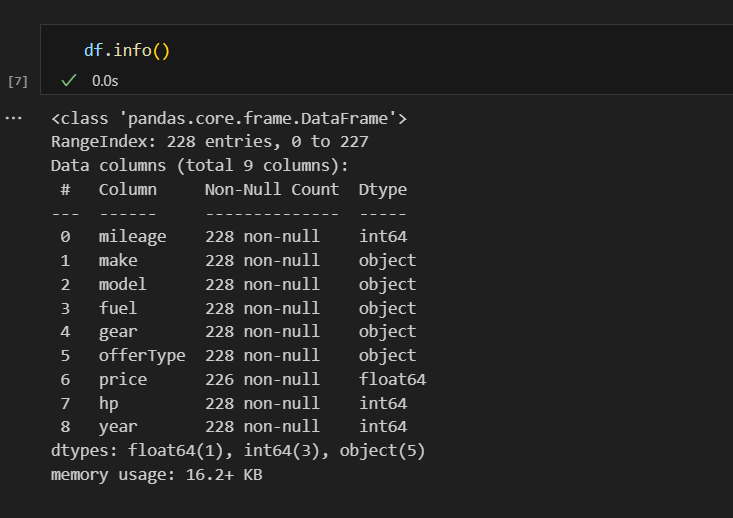 df.info()
[7] 0.0s
... <class 'pandas.core.frame.DataFrame'>
RangeIndex: 228 entries, 0 to 227
Data columns (total 9 columns):
 #   Column     Non-Null Count  Dtype
---  ------     --------------  -----
 0   mileage    228 non-null    int64
 1   make       228 non-null    object
 2   model      228 non-null    object
 3   fuel       228 non-null    object
 4   gear       228 non-null    object
 5   offerType  228 non-null    object
 6   price      226 non-null    float64
 7   hp         228 non-null    int64
 8   year       228 non-null    int64
dtypes: float64(1), int64(3), object(5)
memory usage: 16.2+ KB